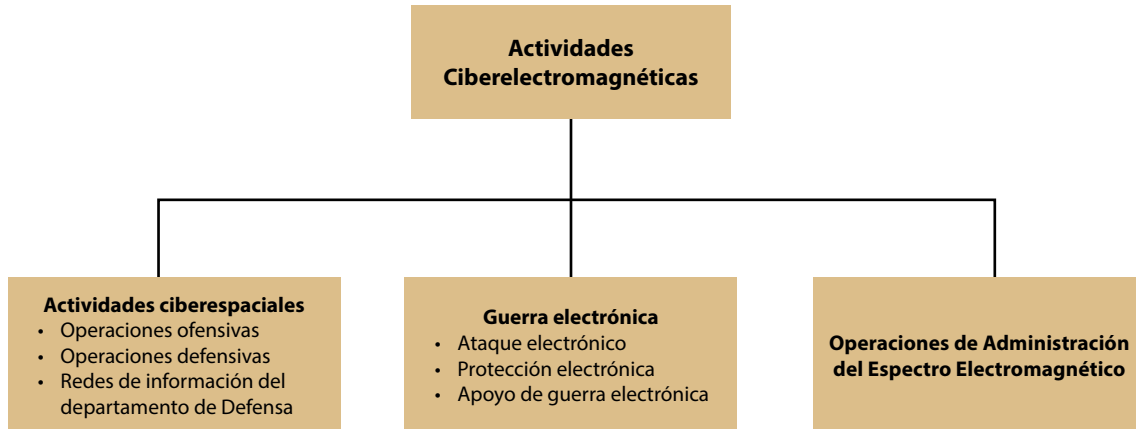 Actividades
Ciberelectromagnéticas
Actividades ciberespaciales
• Operaciones ofensivas
• Operaciones defensivas
• Redes de información del
departamento de Defensa
Guerra electrónica
• Ataque electrónico
• Protección electrónica
• Apoyo de guerra electrónica
Operaciones de Administración
del Espectro Electromagnético